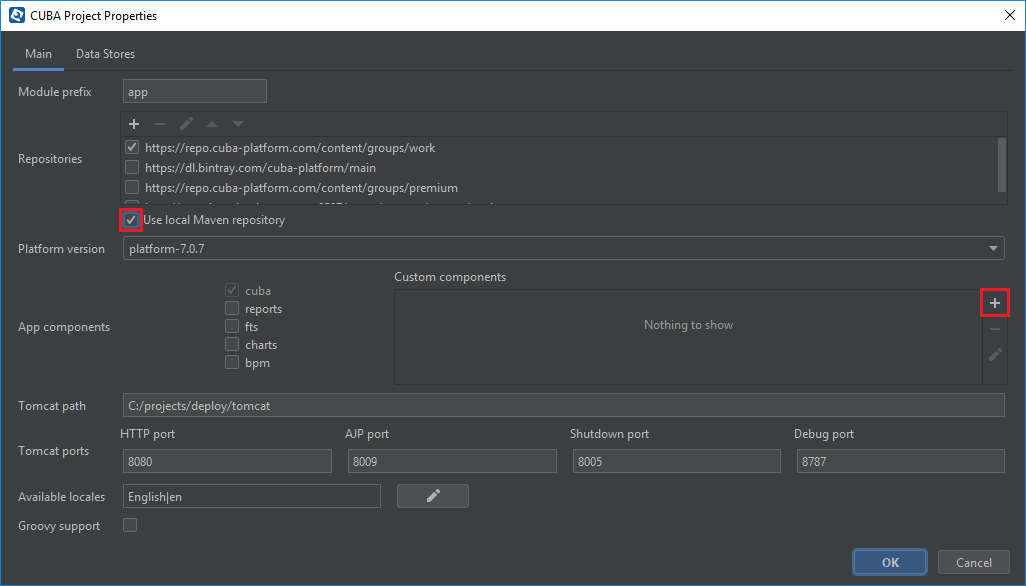 CUBA Project Properties
Main
Data Stores
Module prefix
app
Repositories
https://repo.cuba-platform.com/content/groups/work
https://dl.bintray.com/cuba-platform/main
https://repo.cuba-platform.com/content/groups/premium
Use local Maven repository
Platform version
platform-7.0.7
App components
cuba
reports
fts
charts
bpm
Custom components
Nothing to show
Tomcat path
C:/projects/deploy/tomcat
Tomcat ports
HTTP port
AJP port
Shutdown port
Debug port
8080
8009
8005
8787
Available locales
English|en
Groovy support
OK
Cancel